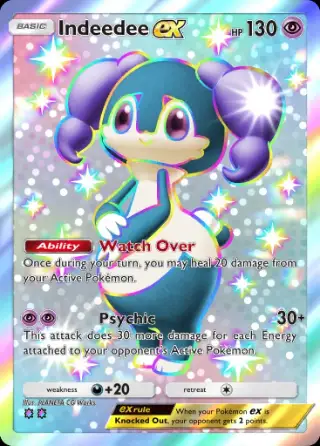 BASIC Indeedee ex HP 130
Ability Watch Over
Once during your turn, you may heal 20 damage from
your Active Pokémon.
Psychic 30+
This attack does 30 more damage for each Energy
attached to your opponent's Active Pokémon.
weakness +20 retreat
Illus. PLANETA CG Works
ex rule When your Pokémon ex is
Knocked Out, your opponent gets 2 points.